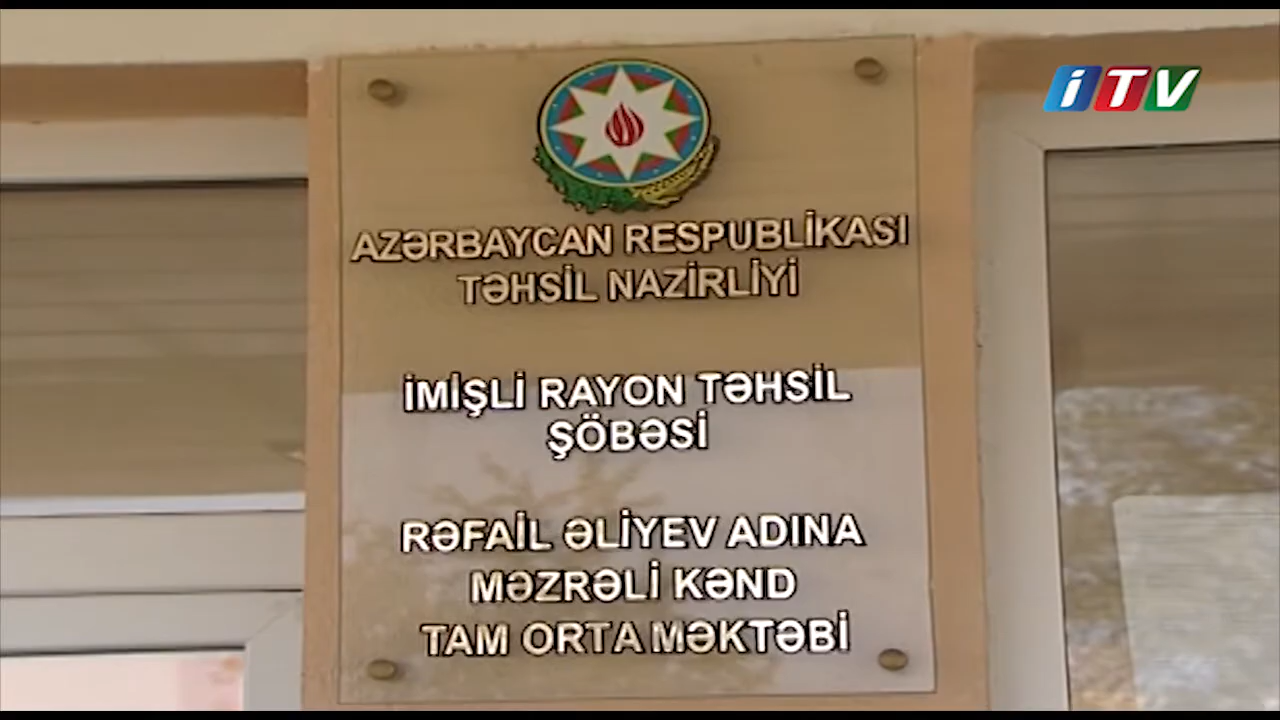 iTV
AZƏRBAYCAN RESPUBLİKASI
TƏHSİL NAZİRLİYİ
İMİŞLİ RAYON TƏHSİL
ŞÖBƏSİ
RƏFAİL ƏLİYEV ADINA
MƏZRƏLİ KƏND
TAM ORTA MƏKTƏBİ